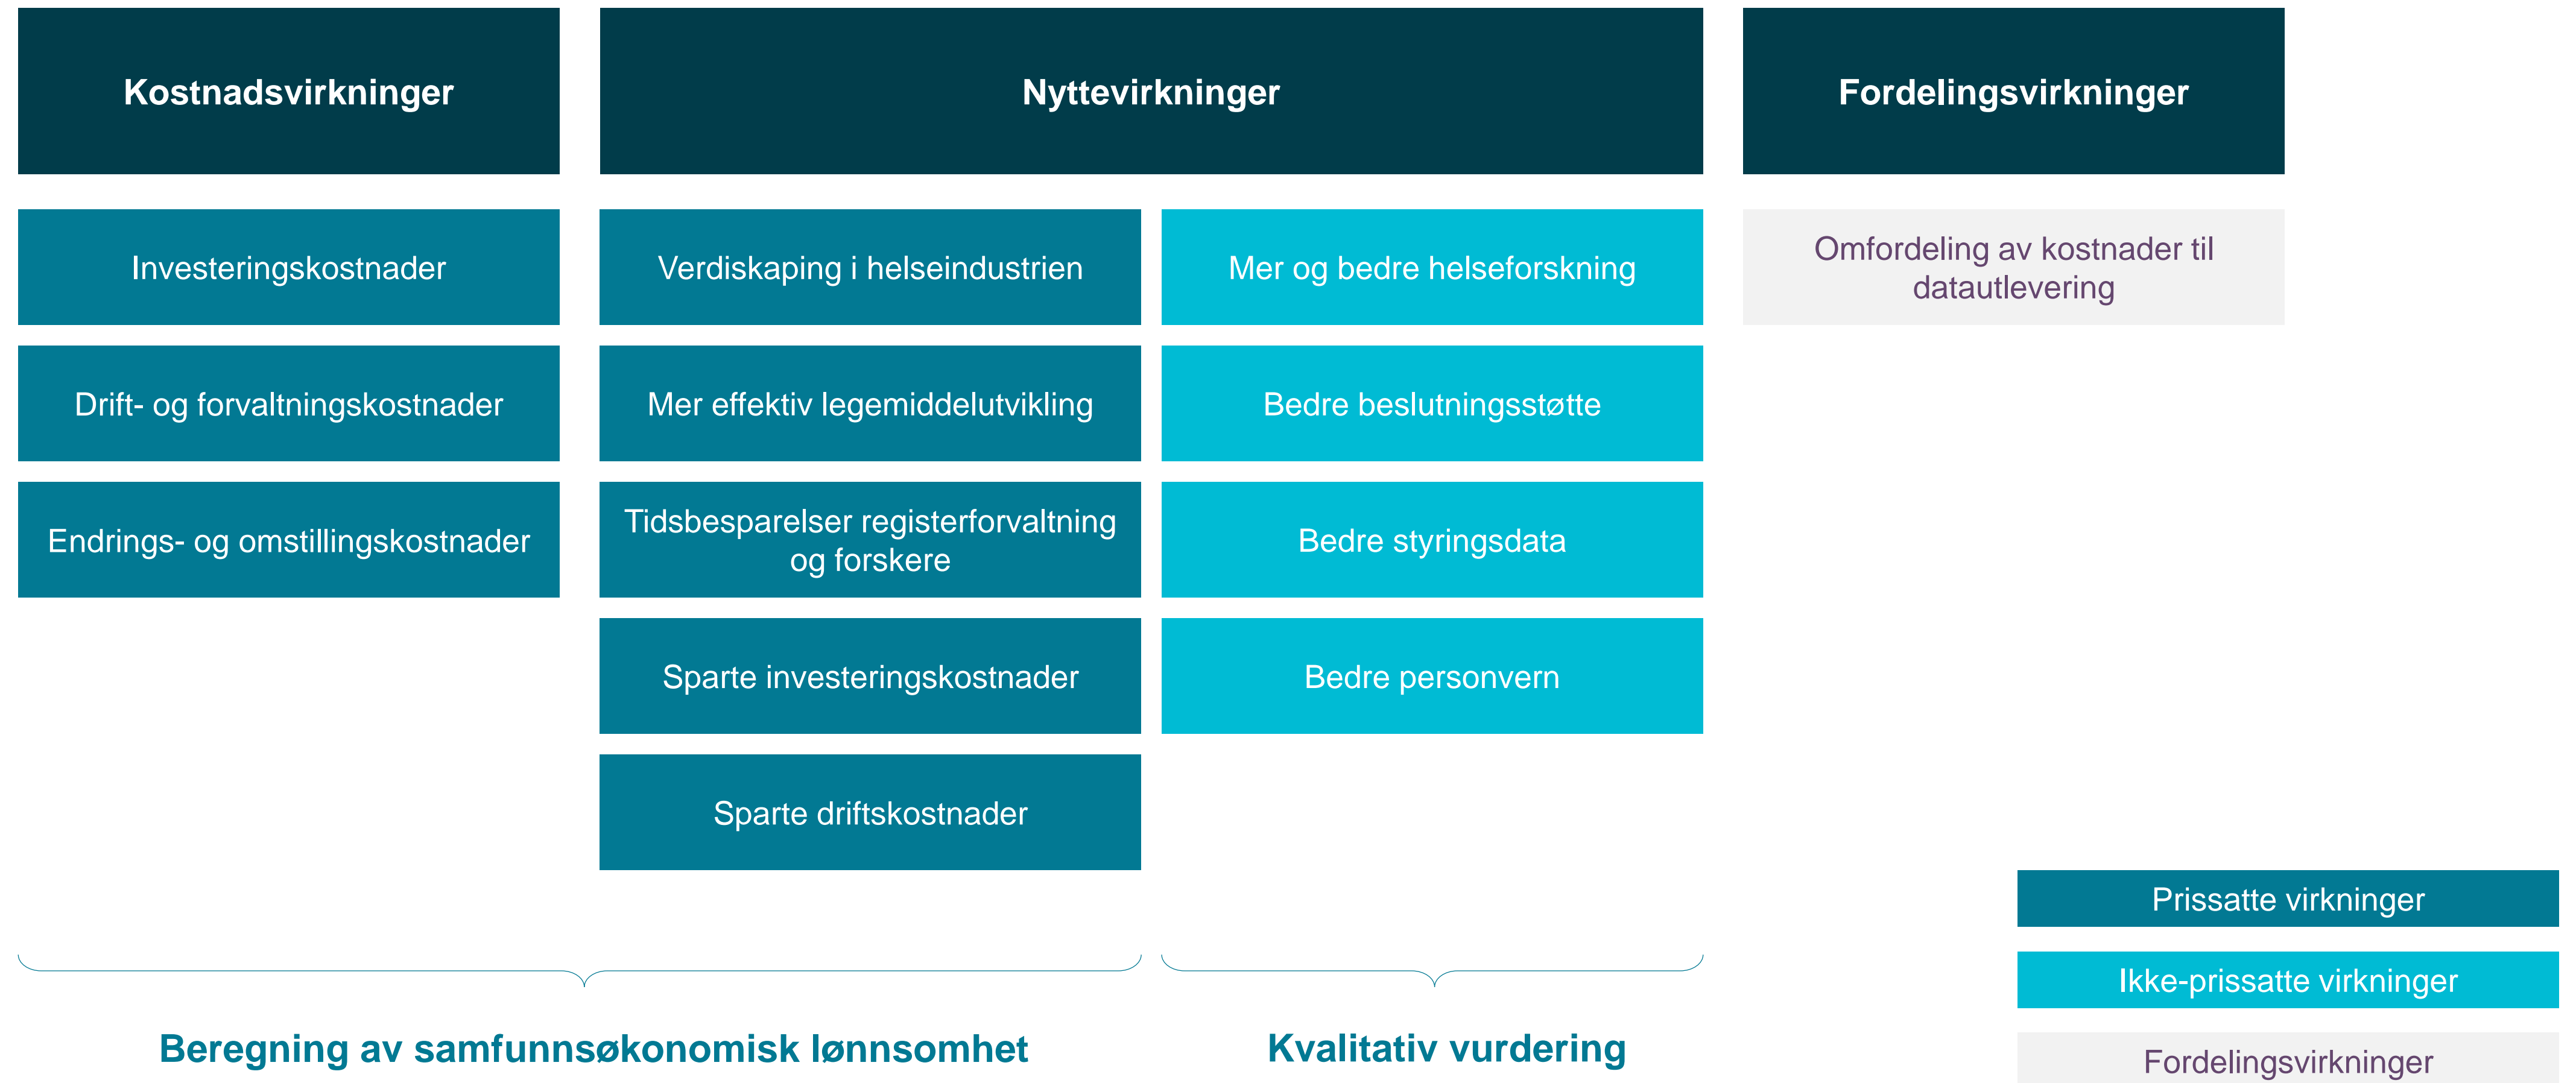 Kostnadsvirkninger
Nyttevirkninger
Fordelingsvirkninger
Investeringskostnader
Verdiskaping i helseindustrien
Mer og bedre helseforskning
Omfordeling av kostnader til
datautlevering
Drift- og forvaltningskostnader
Mer effektiv legemiddelutvikling
Bedre beslutningsstøtte
Endrings- og omstillingskostnader
Tidsbesparelser registerforvaltning
og forskere
Bedre styringsdata
Sparte investeringskostnader
Bedre personvern
Sparte driftskostnader
Prissatte virkninger
Ikke-prissatte virkninger
Fordelingsvirkninger
Beregning av samfunnsøkonomisk lønnsomhet
Kvalitativ vurdering